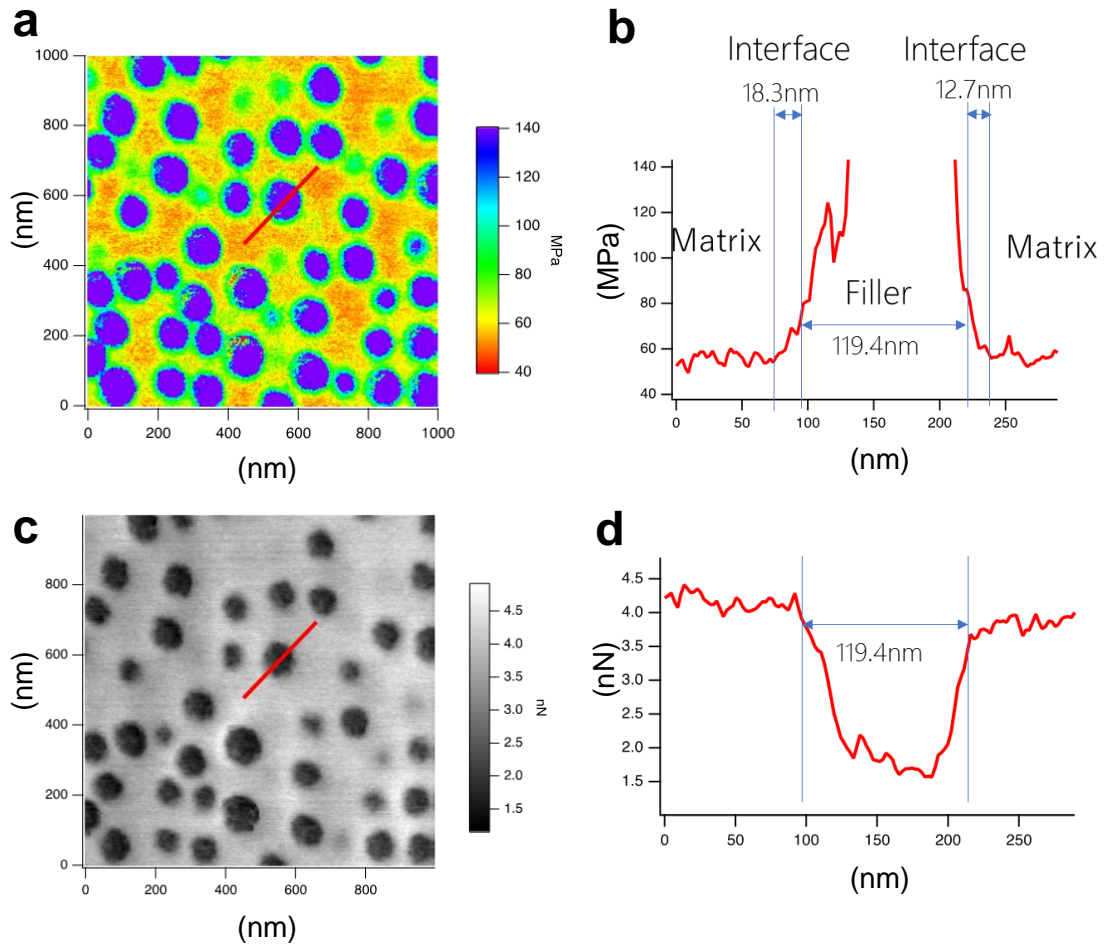 a
1000
800
600
400
200
0
(nm)
0 200 400 600 800 1000
(nm)
140
120
100
80
60
40
MPa
b
Interface Interface
18.3nm 12.7nm
140
120
100
80
60
40
(MPa)
Matrix
Matrix
Filler
119.4nm
0 50 100 150 200 250
(nm)
c
800
600
400
200
0
(nm)
0 200 400 600 800
(nm)
4.5
4.0
3.5
3.0
2.5
2.0
1.5
nN
d
4.5
4.0
3.5
3.0
2.5
2.0
1.5
(nN)
119.4nm
0 50 100 150 200 250
(nm)